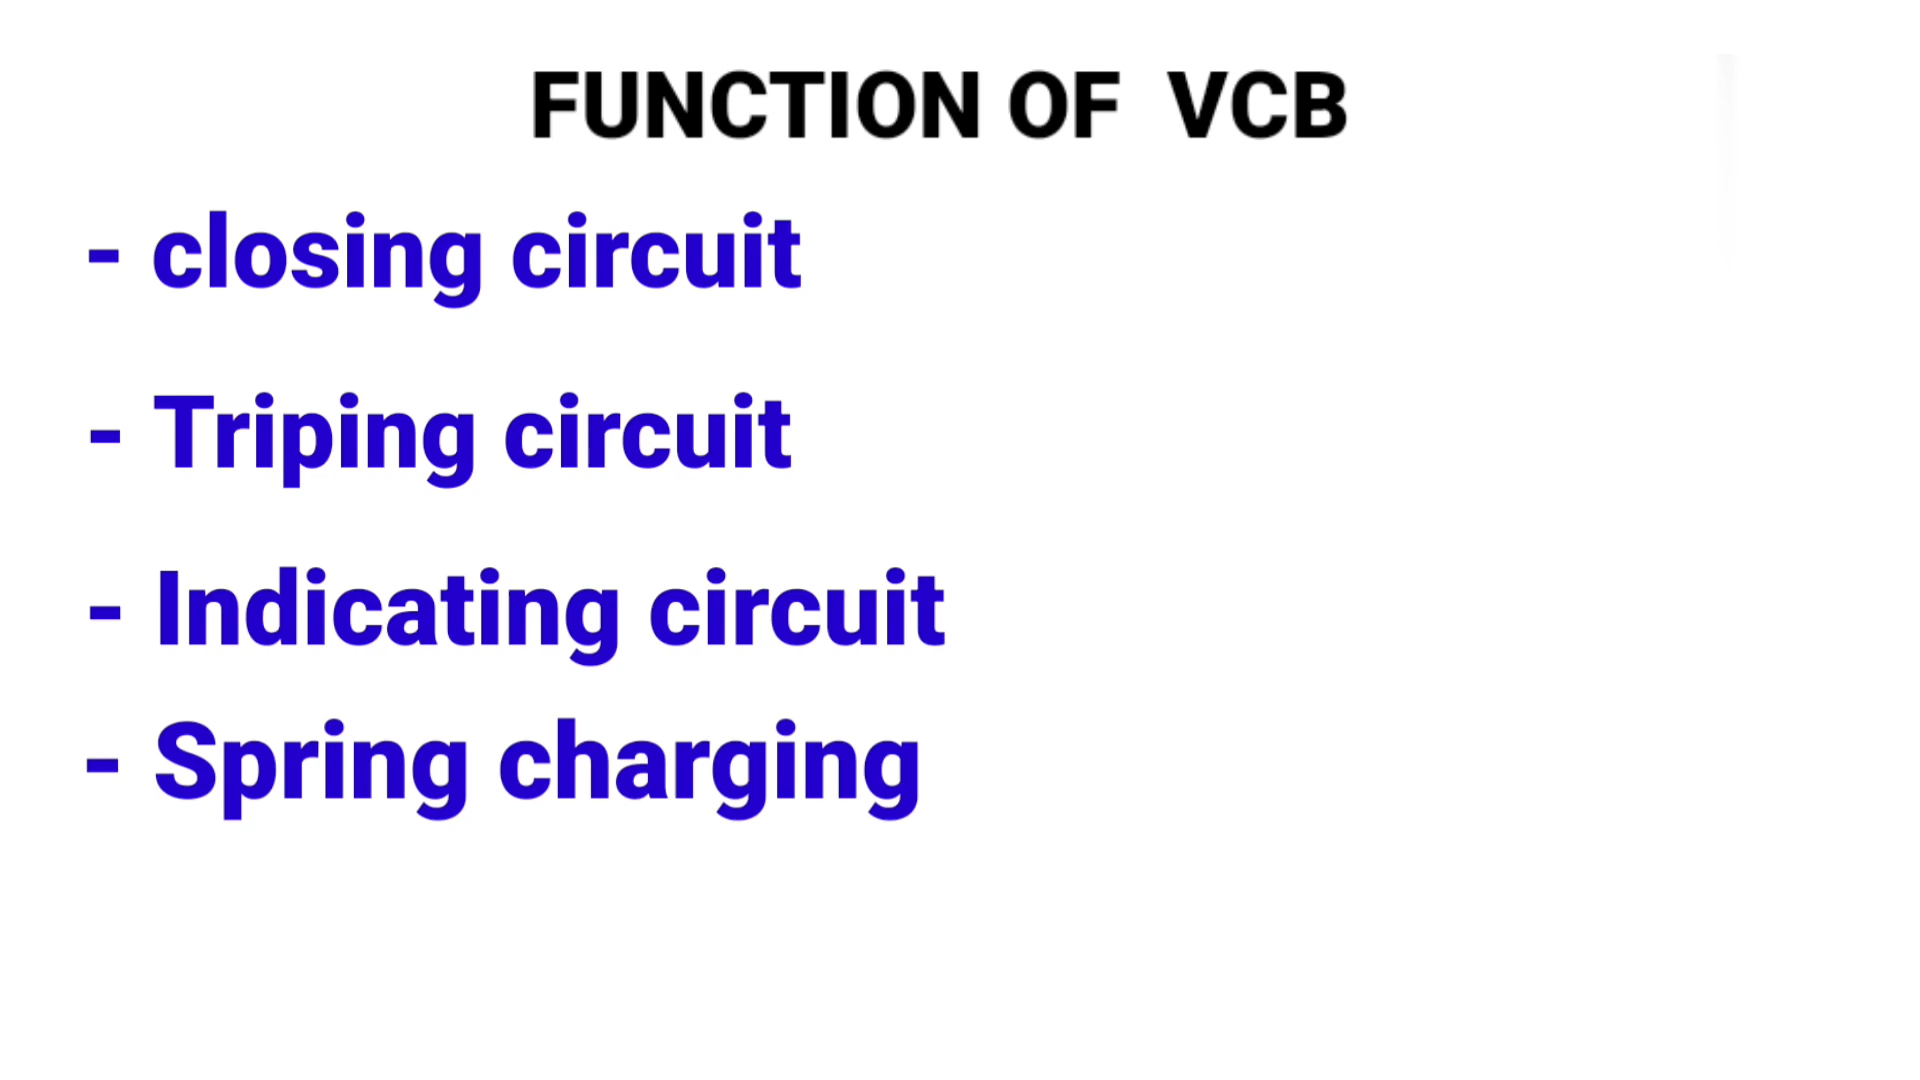 FUNCTION OF VCB
- closing circuit
- Triping circuit
- Indicating circuit
- Spring charging